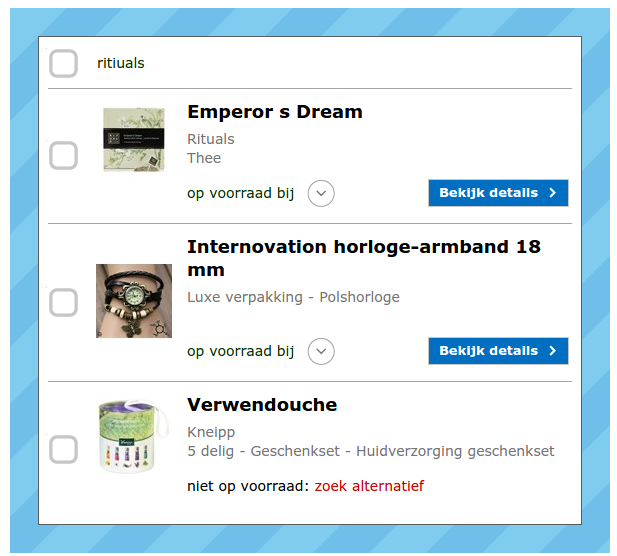 ritiuals
Emperor s Dream
Rituals
Thee
op voorraad bij
Bekijk details
Internovation horloge-armband 18
mm
Luxe verpakking - Polshorloge
op voorraad bij
Bekijk details
Verwendouche
Kneipp
5 delig - Geschenkset - Huidverzorging geschenkset
niet op voorraad: zoek alternatief